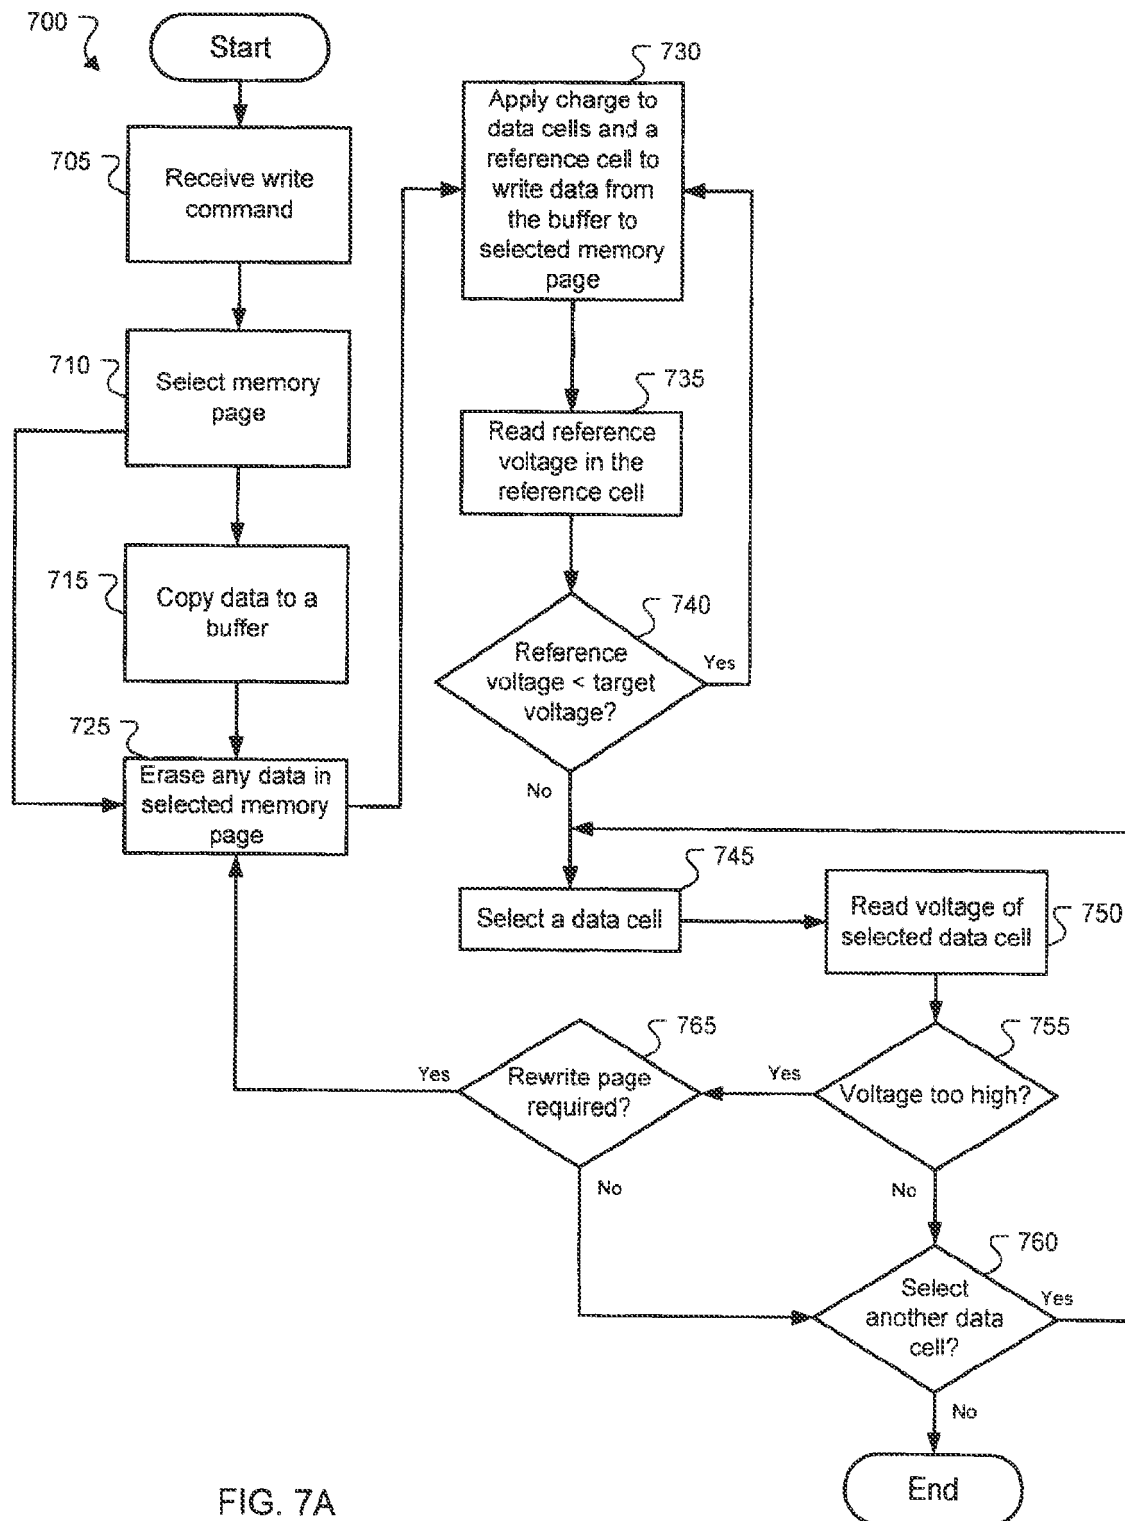 700
Start
705
Receive write
command
710
Select memory
page
715
Copy data to a
buffer
725
Erase any data in
selected memory
page
730
Apply charge to
data cells and a
reference cell to
write data from
the buffer to
selected memory
page
735
Read reference
voltage in the
reference cell
740
Reference
voltage < target
voltage?
Yes
No
745
Select a data cell
Read voltage of
selected data cell
750
755
Voltage too high?
Yes
No
765
Rewrite page
required?
Yes
No
760
Select
another data
cell?
Yes
No
End
FIG. 7A